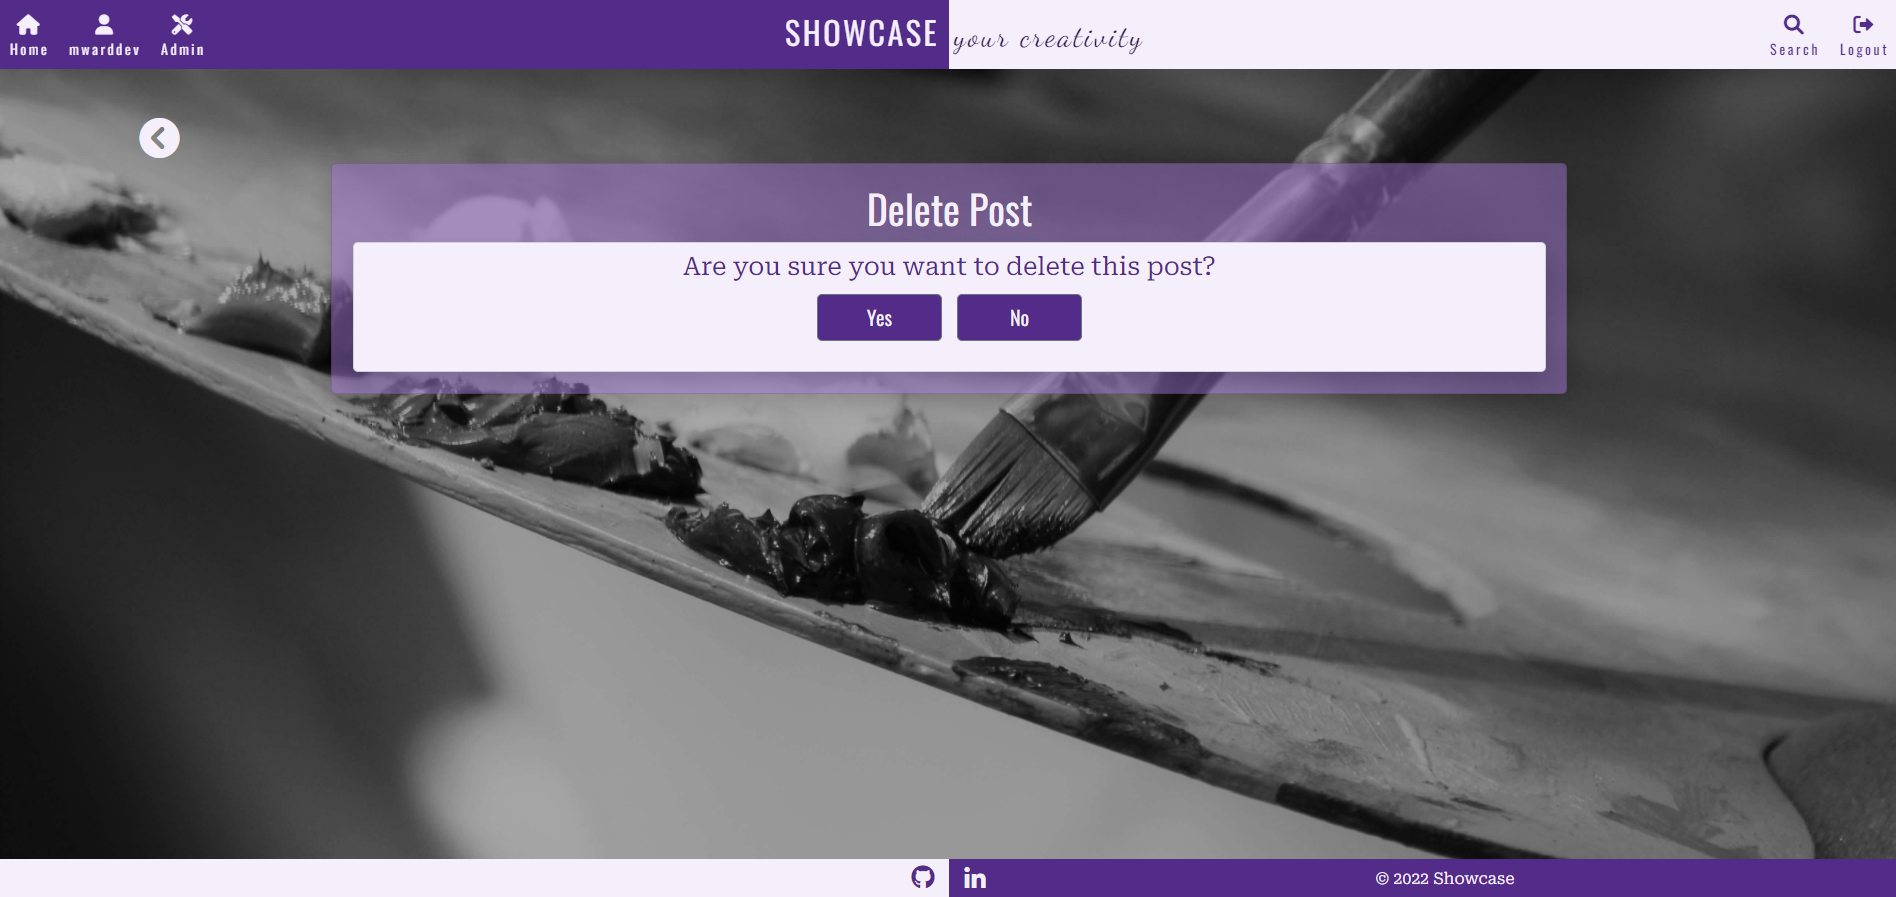 Home
mwarddev
Admin
SHOWCASE your creativity
Search
Logout
Delete Post
Are you sure you want to delete this post?
Yes
No
in
© 2022 Showcase